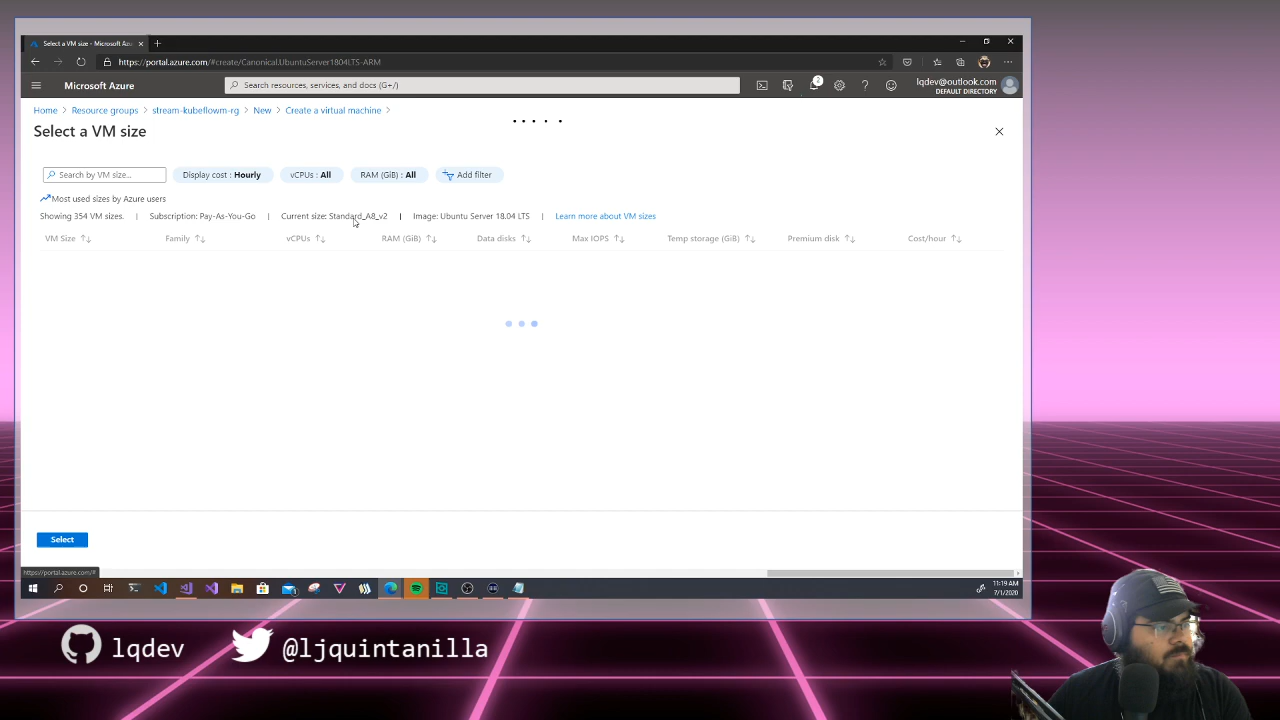 Select a VM size - Microsoft Azu
https://portal.azure.com/#create/Canonical.UbuntuServer1804LTS-ARM
Microsoft Azure
Search resources, services, and docs (G+/)
2
lqdev@outlook.com
DEFAULT DIRECTORY
Home > Resource groups > stream-kubeflowm-rg > New > Create a virtual machine >
Select a VM size
Search by VM size...
Display cost : Hourly
vCPUs : All
RAM (GiB) : All
Add filter
Most used sizes by Azure users
Showing 354 VM sizes. | Subscription: Pay-As-You-Go | Current size: Standard_A8_v2 | Image: Ubuntu Server 18.04 LTS | Learn more about VM sizes
VM Size Family vCPUs RAM (GiB) Data disks Max IOPS Temp storage (GiB) Premium disk Cost/hour
Select
https://portal.azure.com/#
11:19 AM
7/1/2020
lqdev @ljquintanilla